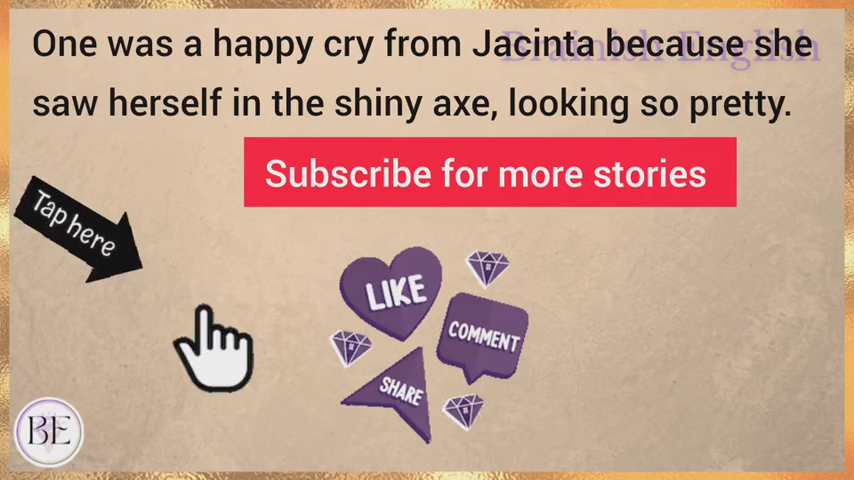 Brainish English
One was a happy cry from Jacinta because she
saw herself in the shiny axe, looking so pretty.
Subscribe for more stories
Tap here
LIKE
COMMENT
SHARE
BE